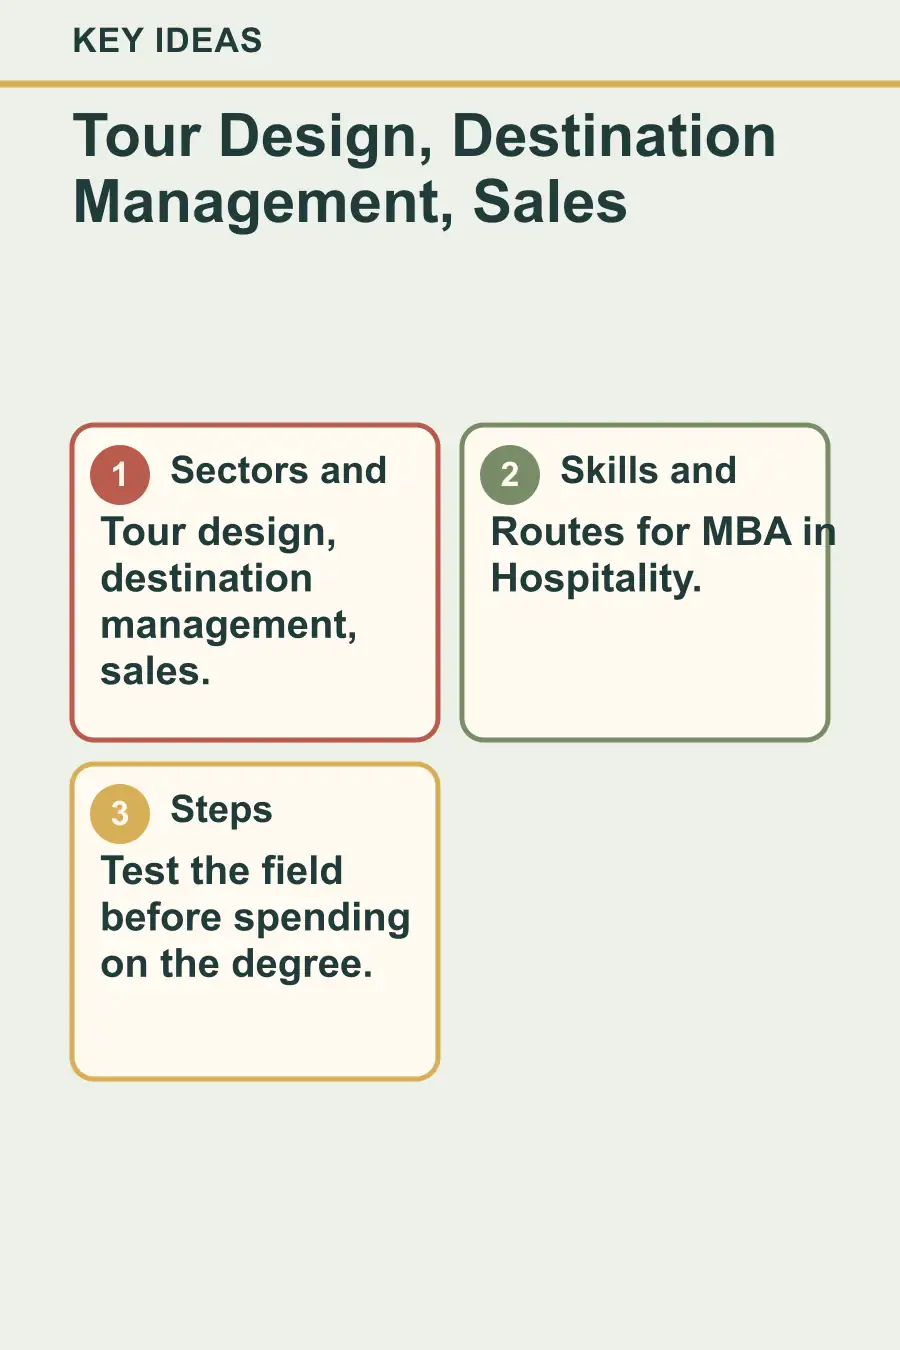 KEY IDEAS
Tour Design, Destination
Management, Sales
1 Sectors and
Tour design,
destination
management,
sales.
2 Skills and
Routes for MBA in
Hospitality.
3 Steps
Test the field
before spending
on the degree.